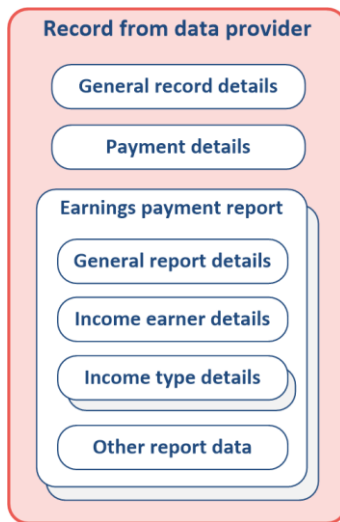 Record from data provider
General record details
Payment details
Earnings payment report
General report details
Income earner details
Income type details
Other report data